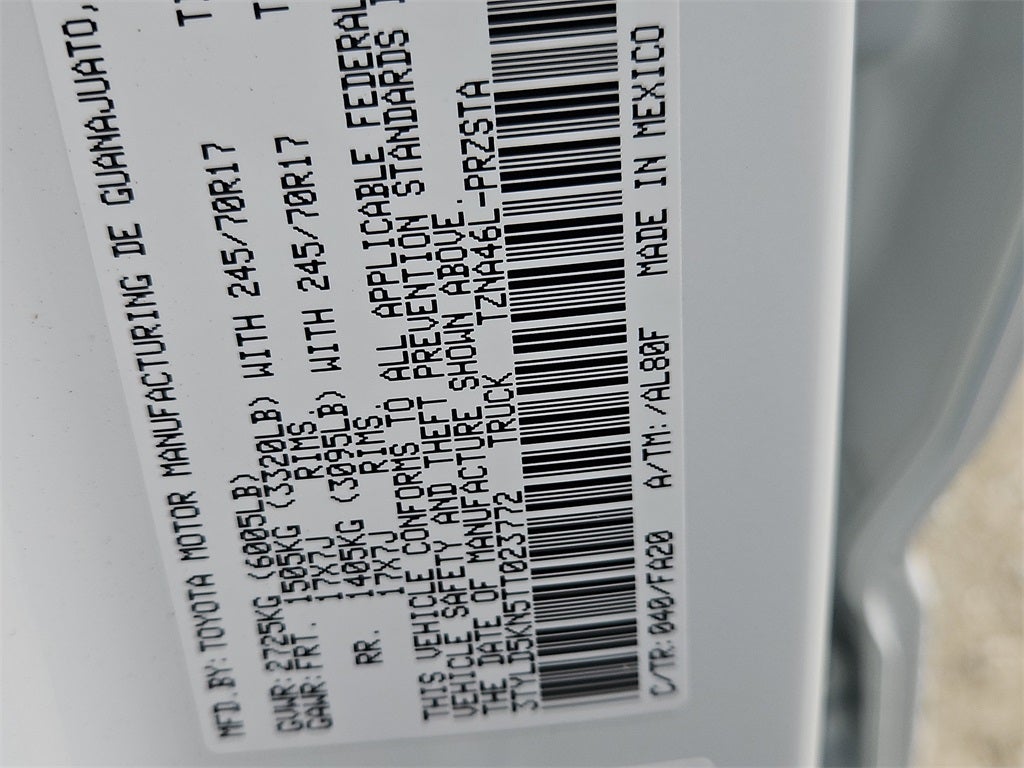 MFD.BY:TOYOTA MOTOR MANUFACTURING DE GUANAJUATO,
GVWR:2725KG (6005LB)
GAWR:FRT. 1505KG (3320LB) WITH 245/70R17
17X7J RIMS.
RR. 1405KG (3095LB) WITH 245/70R17
17X7J RIMS.
THIS VEHICLE CONFORMS TO ALL APPLICABLE FEDERAL
VEHICLE SAFETY AND THEFT PREVENTION STANDARDS
THE DATE OF MANUFACTURE SHOWN ABOVE.
3TYLD5KN5TT023772 TRUCK TZNA46L-PRZSTA
C/TR:040/FA20 A/TM:/AL80F MADE IN MEXICO